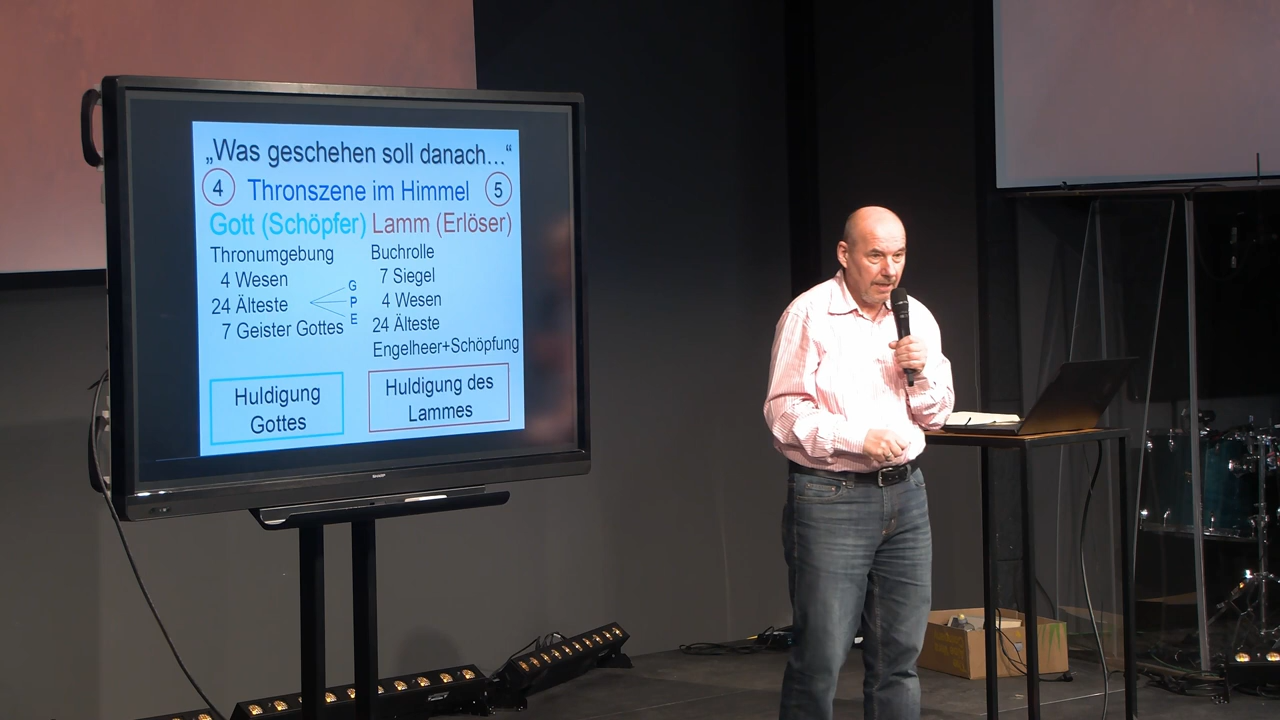 „Was geschehen soll danach...“
4 Thronszene im Himmel 5
Gott (Schöpfer) Lamm (Erlöser)
Thronumgebung
4 Wesen
24 Älteste
7 Geister Gottes
G
P
E
Huldigung
Gottes
Buchrolle
7 Siegel
4 Wesen
24 Älteste
Engelheer+Schöpfung
Huldigung des
Lammes
SHARP